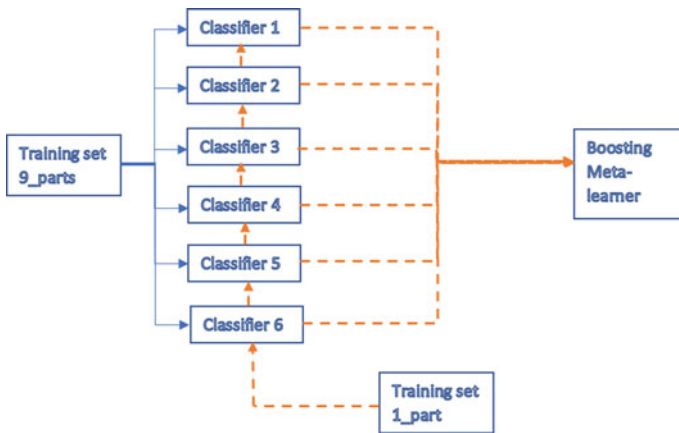 Classifier 1
Classifier 2
Classifier 3
Classifier 4
Classifier 5
Classifier 6
Training set
9_parts
Boosting
Meta-
learner
Training set
1_part